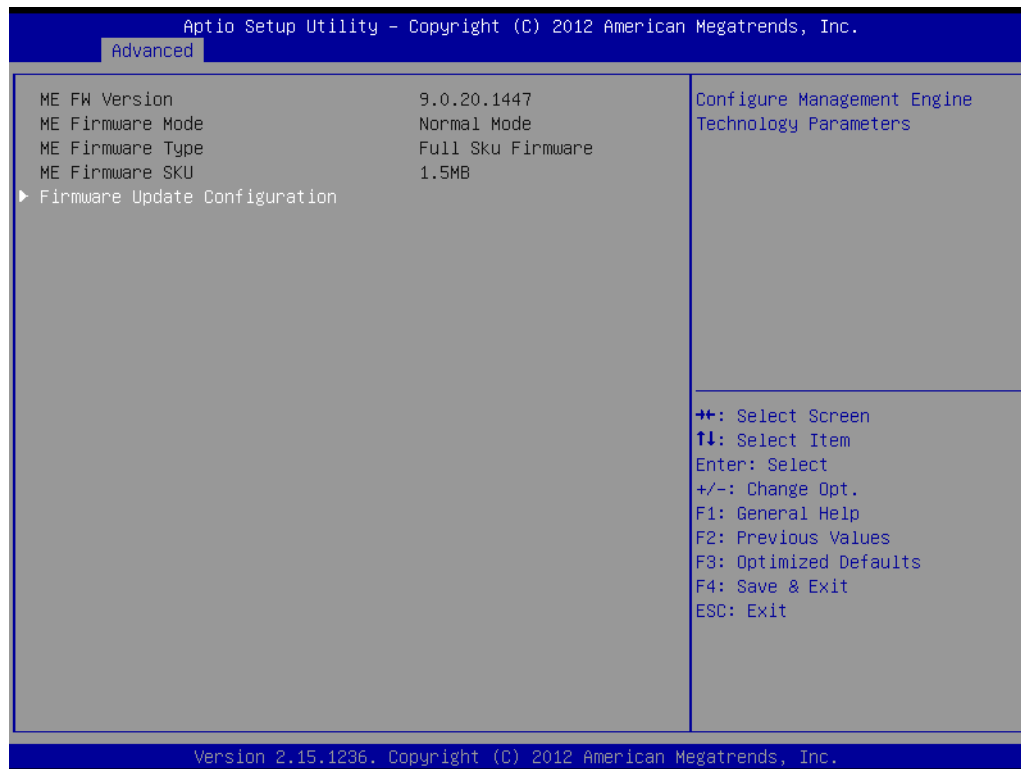 Aptio Setup Utility – Copyright (C) 2012 American Megatrends, Inc.
Advanced
ME FW Version 9.0.20.1447
ME Firmware Mode Normal Mode
ME Firmware Type Full Sku Firmware
ME Firmware SKU 1.5MB
▶ Firmware Update Configuration
Configure Management Engine
Technology Parameters
→←: Select Screen
↑↓: Select Item
Enter: Select
+/-: Change Opt.
F1: General Help
F2: Previous Values
F3: Optimized Defaults
F4: Save & Exit
ESC: Exit
Version 2.15.1236. Copyright (C) 2012 American Megatrends, Inc.